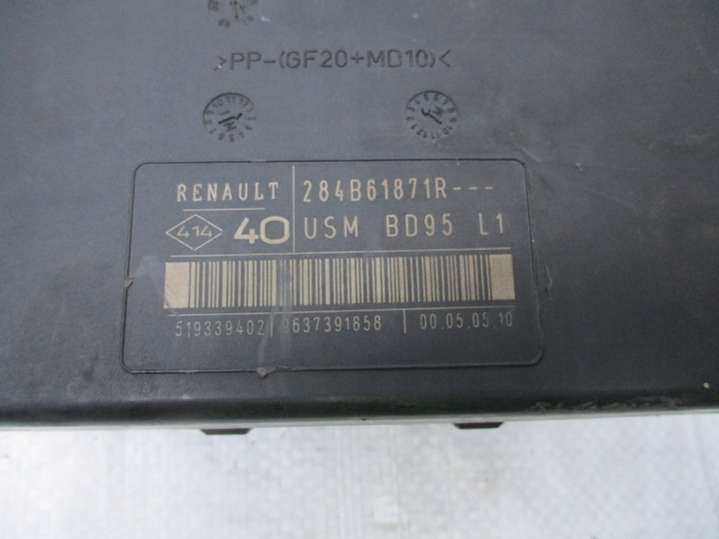 >PP-(GF20+MD10)<
RENAULT 284B61871R---
414 40 USM BD95 L1
519339402 9637391858 00.05.05.10